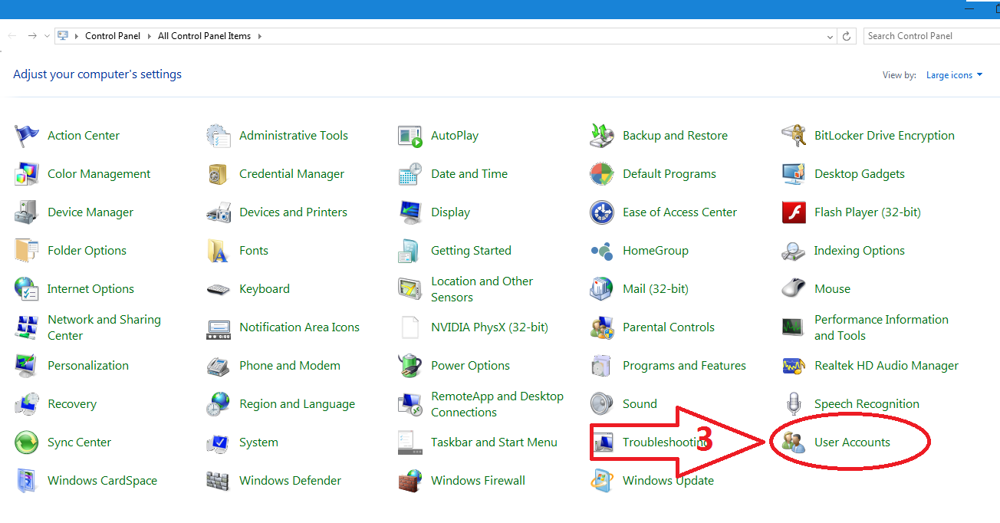 Control Panel
All Control Panel Items
Search Control Panel
Adjust your computer's settings
View by:
Large icons
Action Center
Administrative Tools
AutoPlay
Backup and Restore
BitLocker Drive Encryption
Color Management
Credential Manager
Date and Time
Default Programs
Desktop Gadgets
Device Manager
Devices and Printers
Display
Ease of Access Center
Flash Player (32-bit)
Folder Options
Fonts
Getting Started
HomeGroup
Indexing Options
Internet Options
Keyboard
Location and Other
Sensors
Mail (32-bit)
Mouse
Network and Sharing
Center
Notification Area Icons
NVIDIA PhysX (32-bit)
Parental Controls
Performance Information
and Tools
Personalization
Phone and Modem
Power Options
Programs and Features
Realtek HD Audio Manager
Recovery
Region and Language
RemoteApp and Desktop
Connections
Sound
Speech Recognition
Sync Center
System
Taskbar and Start Menu
Troubleshooting
3
User Accounts
Windows CardSpace
Windows Defender
Windows Firewall
Windows Update